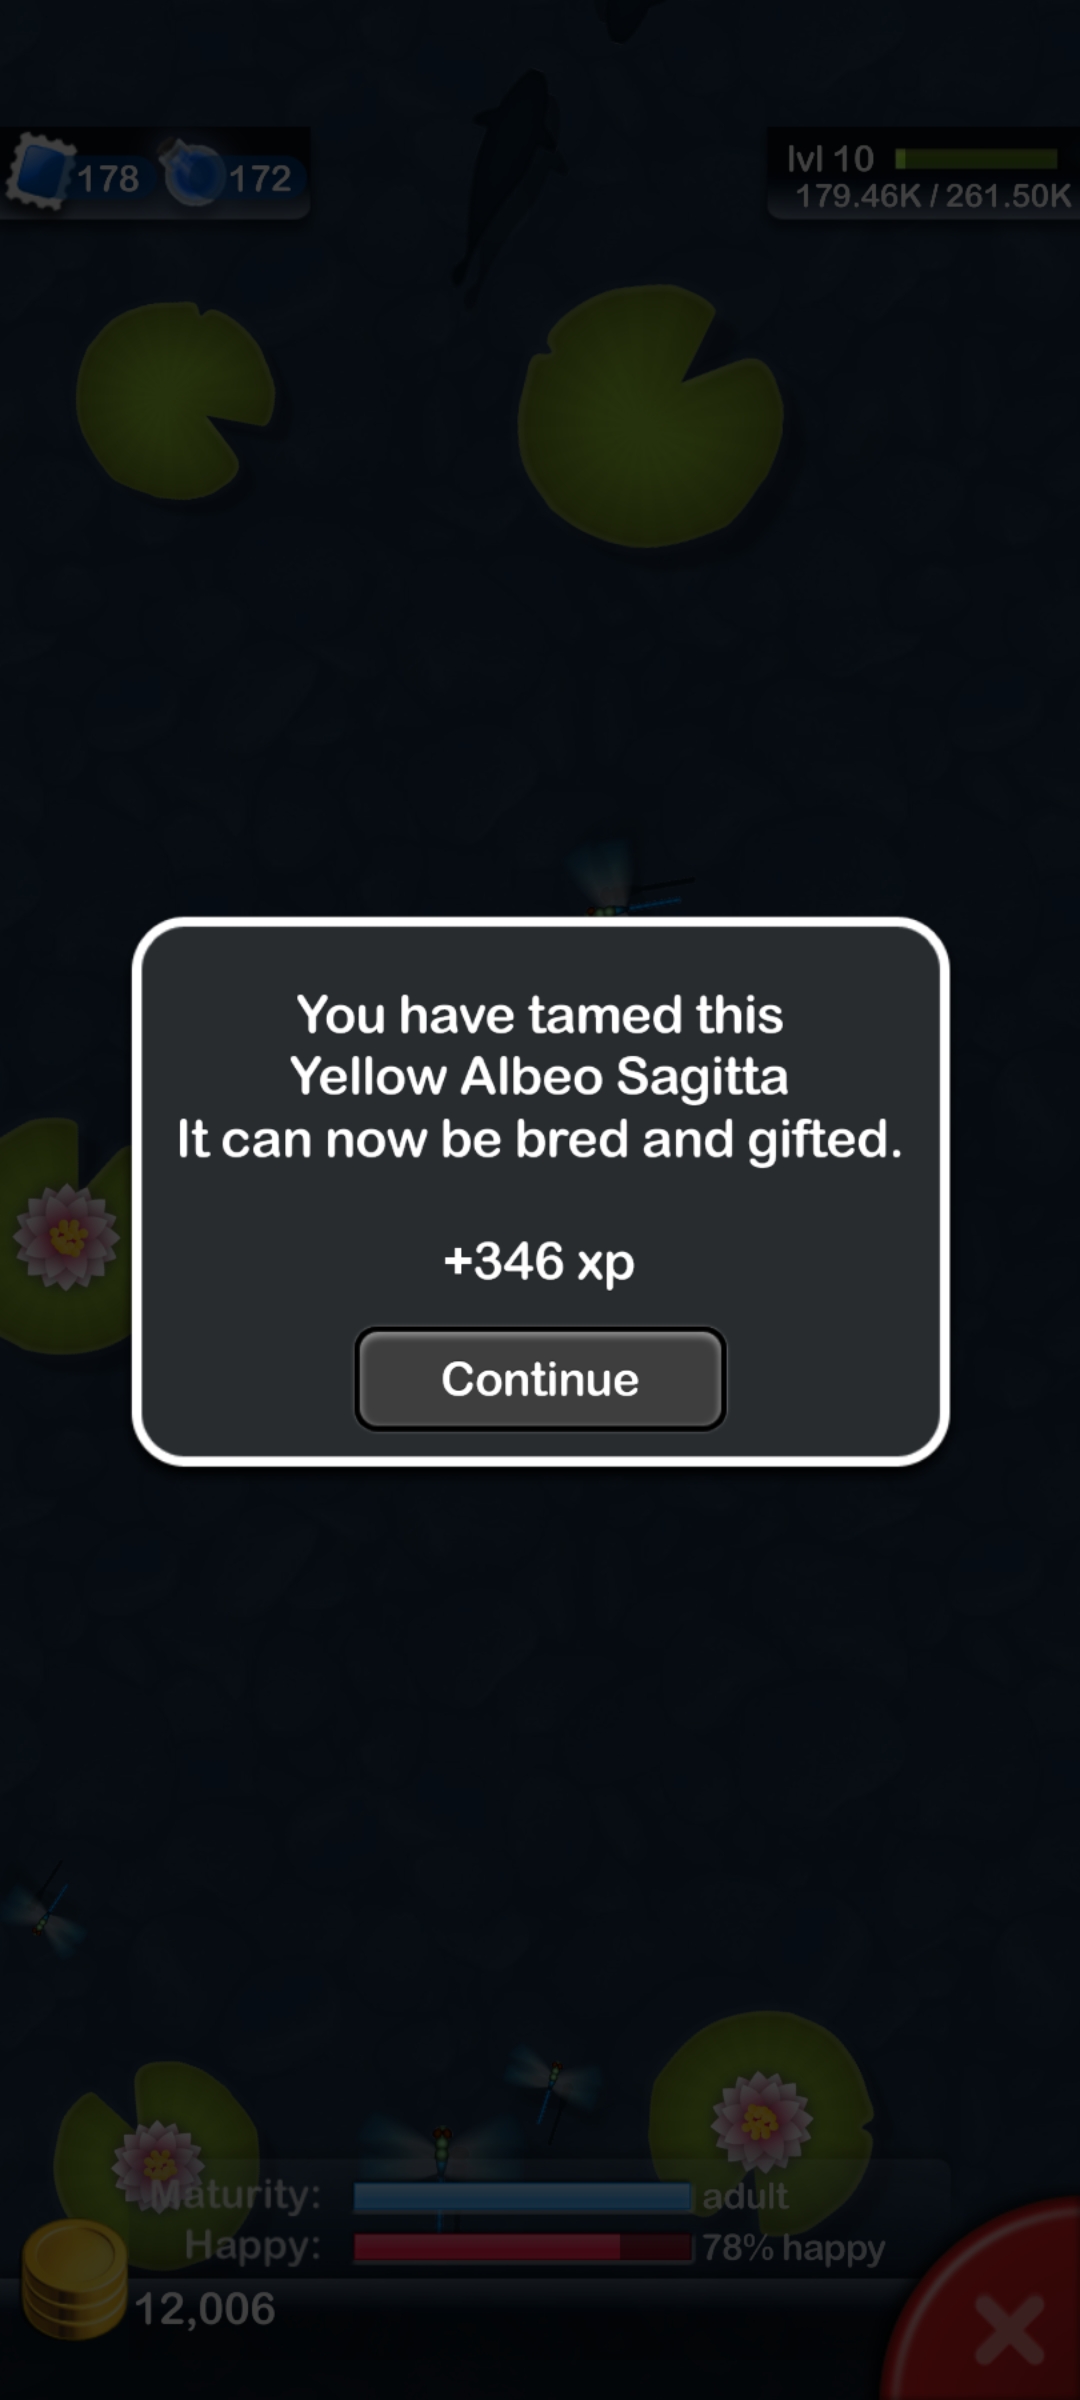 178
172
lvl 10
179.46K / 261.50K
You have tamed this
Yellow Albeo Sagitta
It can now be bred and gifted.
+346 xp
Continue
Maturity:
adult
Happy:
78% happy
12,006